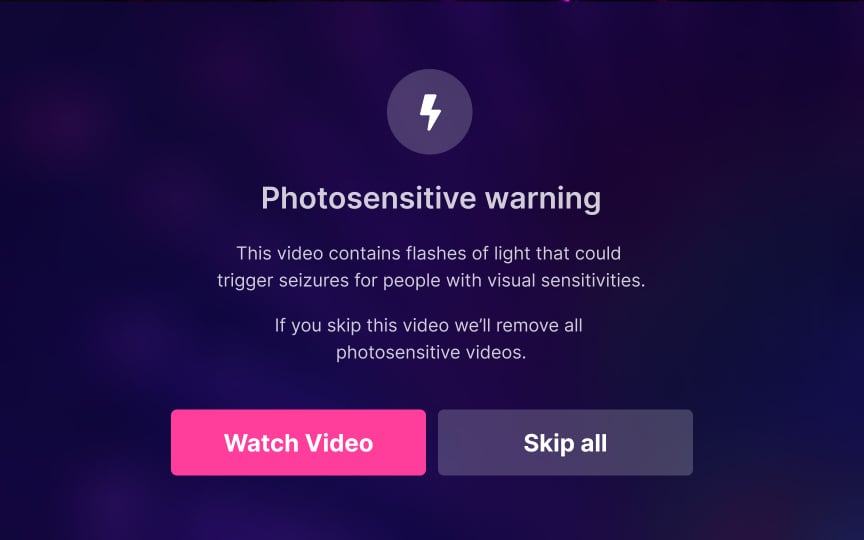 Photosensitive warning
This video contains flashes of light that could
trigger seizures for people with visual sensitivities.
If you skip this video we’ll remove all
photosensitive videos.
Watch Video
Skip all